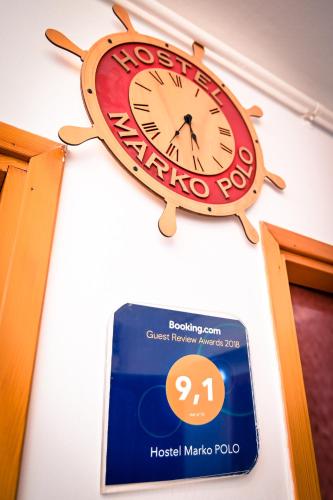 HOSTEL
MARKO POLO
Booking.com
Guest Review Awards 2018
9,1
Hostel Marko POLO